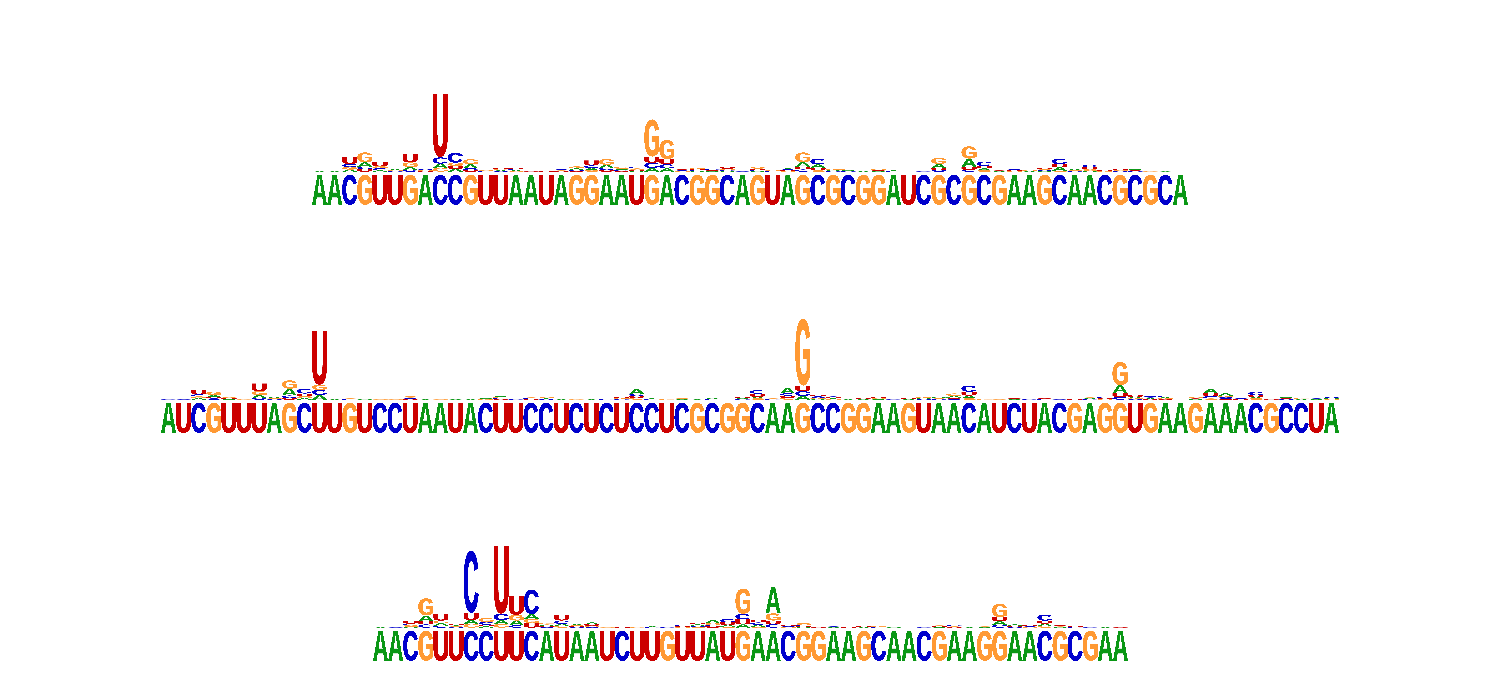 U G
AACGUUGACCGUUAAUAGGAAUGACGGCAGUAGCGCGGAUCGCGCGAAGCAACGCGCA
U G G
AUCGUUUAGCUUGUCCUAAUACUUCCUCUCUCCUCGCGGCAAGCCGGAAGUAACAUCUACGAGGUGAAGAAACGCCUA
G C U U C G A G
AACGUUCCUUCAUAAUCUUGUUAUGAACGGAAGCAACGAAGGAACGCGAA